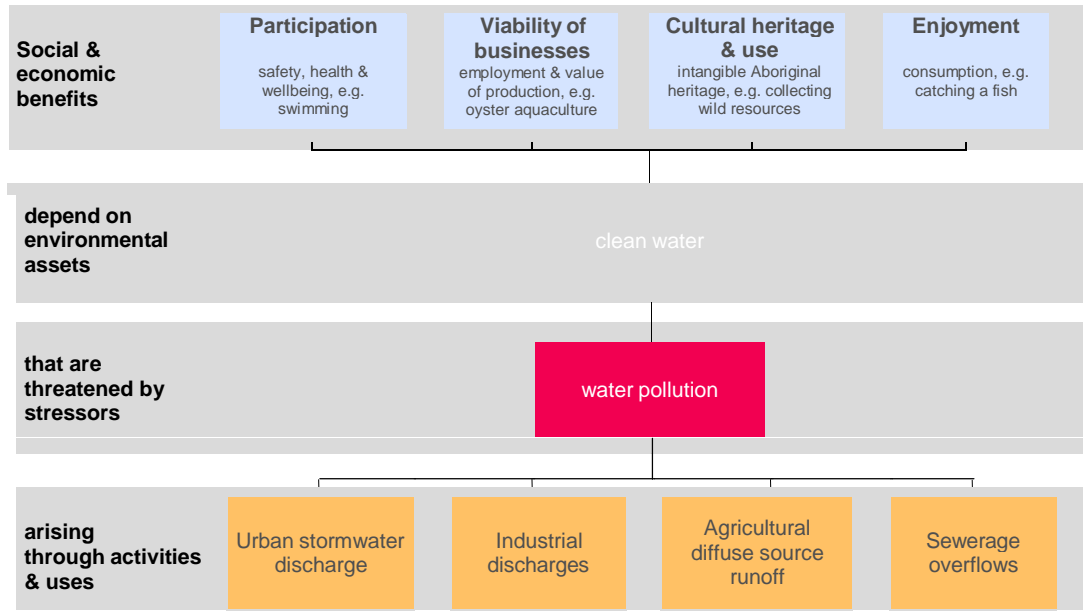 Social &
economic
benefits
Participation
safety, health &
wellbeing, e.g.
swimming
Viability of
businesses
employment & value
of production, e.g.
oyster aquaculture
Cultural heritage
& use
intangible Aboriginal
heritage, e.g. collecting
wild resources
Enjoyment
consumption, e.g.
catching a fish
depend on
environmental
assets
clean water
that are
threatened by
stressors
water pollution
arising
through activities
& uses
Urban stormwater
discharge
Industrial
discharges
Agricultural
diffuse source
runoff
Sewerage
overflows